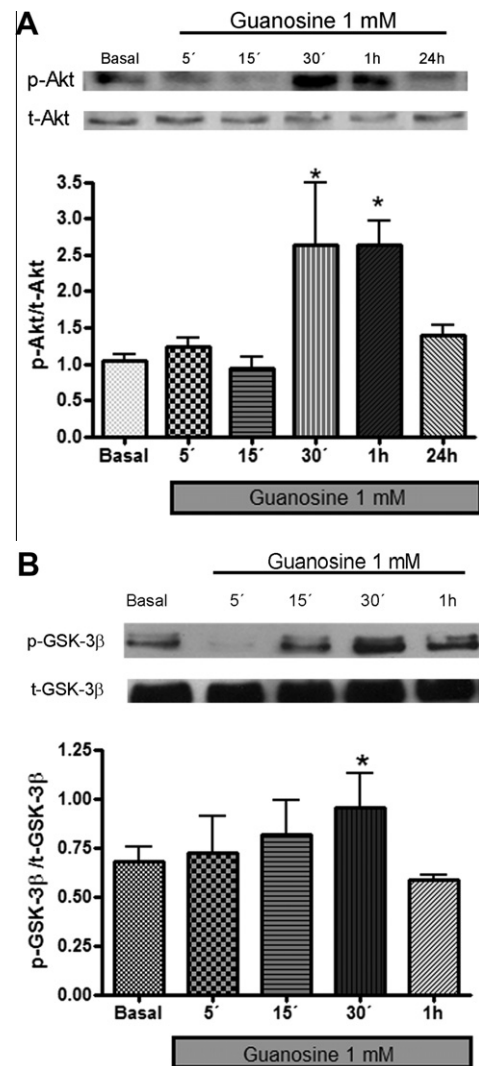 A
Guanosine 1 mM
Basal 5´ 15´ 30´ 1h 24h
p-Akt
t-Akt
p-Akt/t-Akt
3.5
3.0
2.5
2.0
1.5
1.0
0.5
0.0
* *
Basal 5´ 15´ 30´ 1h 24h
Guanosine 1 mM
B
Guanosine 1 mM
Basal 5´ 15´ 30´ 1h
p-GSK-3β
t-GSK-3β
p-GSK-3β/t-GSK-3β
1.25
1.00
0.75
0.50
0.25
0.00
*
Basal 5´ 15´ 30´ 1h
Guanosine 1 mM